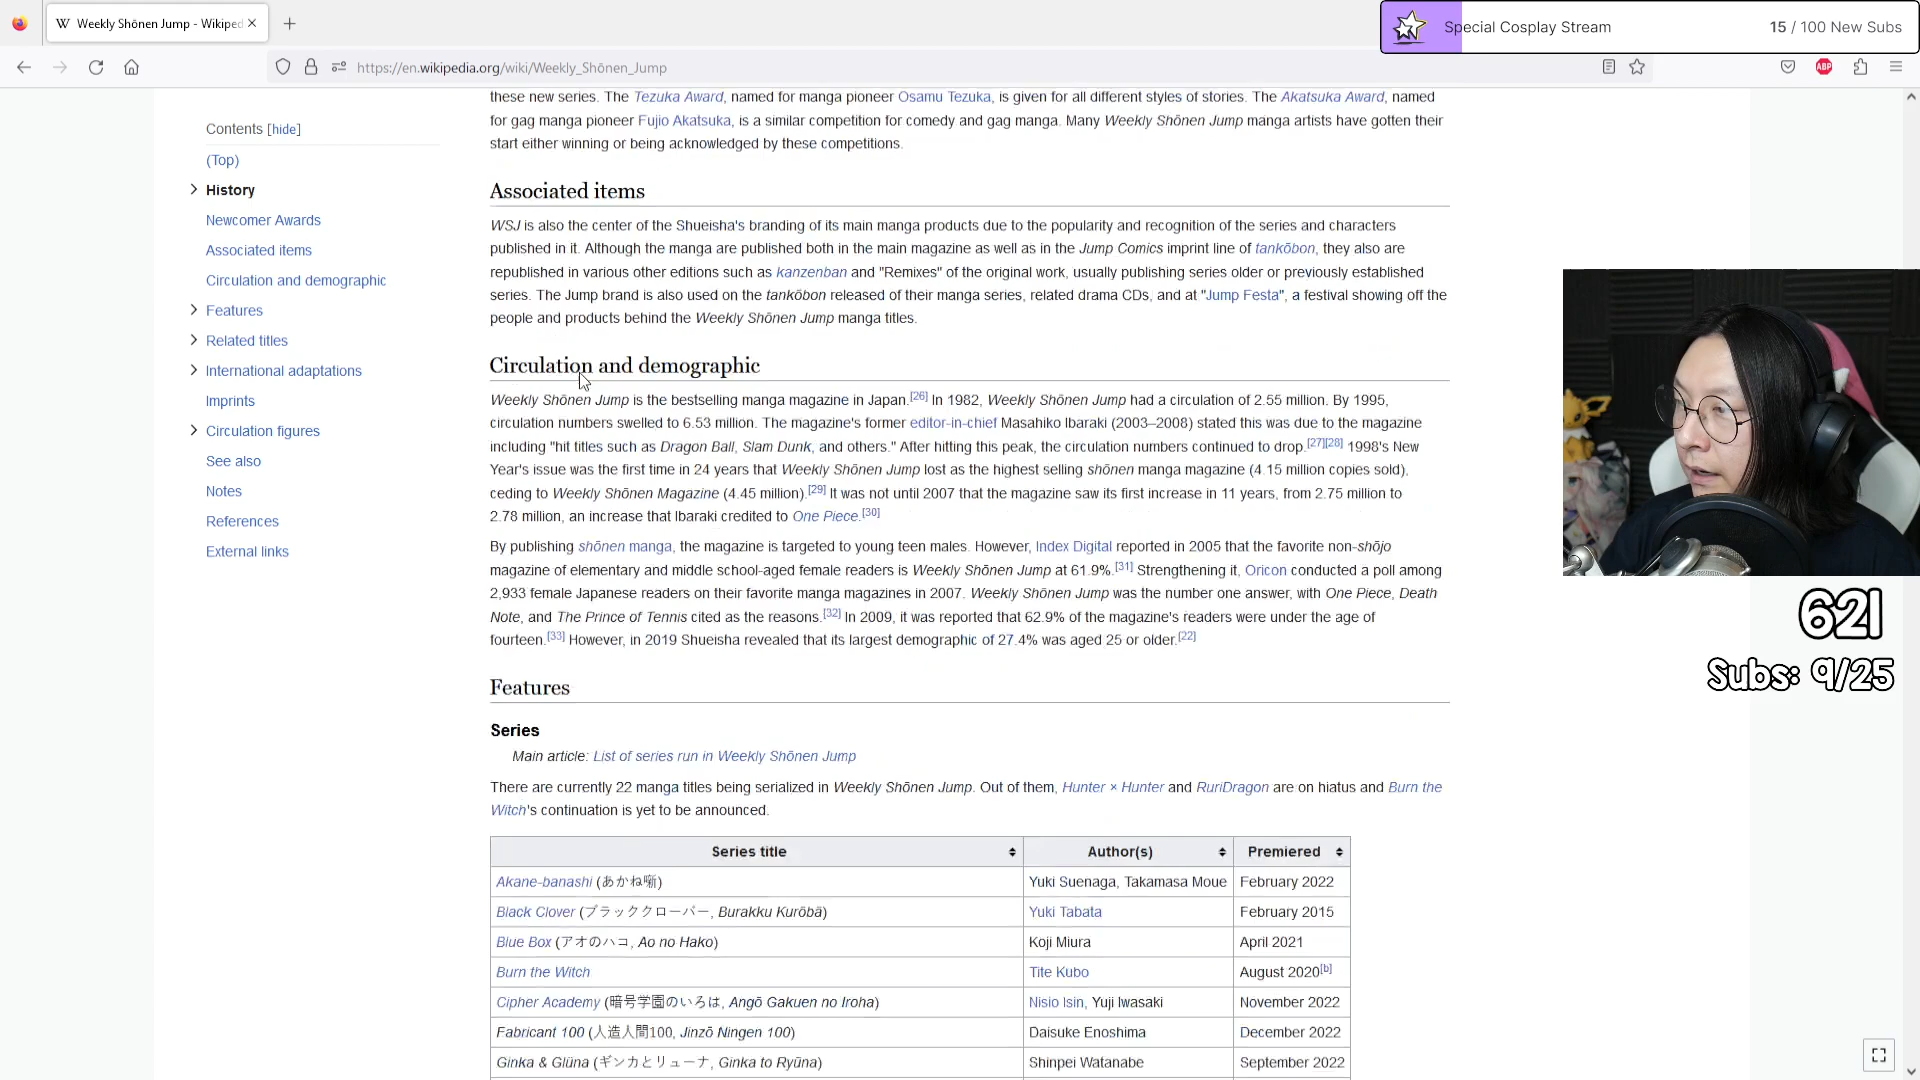 Weekly Shōnen Jump - Wikiped
Special Cosplay Stream
15 / 100 New Subs
https://en.wikipedia.org/wiki/Weekly_Shōnen_Jump
ABP
Contents [hide]
(Top)
History
Newcomer Awards
Associated items
Circulation and demographic
Features
Related titles
International adaptations
Imprints
Circulation figures
See also
Notes
References
External links
these new series. The Tezuka Award, named for manga pioneer Osamu Tezuka, is given for all different styles of stories. The Akatsuka Award, named
for gag manga pioneer Fujio Akatsuka, is a similar competition for comedy and gag manga. Many Weekly Shōnen Jump manga artists have gotten their
start either winning or being acknowledged by these competitions.
Associated items
WSJ is also the center of the Shueisha's branding of its main manga products due to the popularity and recognition of the series and characters
published in it. Although the manga are published both in the main magazine as well as in the Jump Comics imprint line of tankōbon, they also are
republished in various other editions such as kanzenban and "Remixes" of the original work, usually publishing series older or previously established
series. The Jump brand is also used on the tankōbon released of their manga series, related drama CDs, and at "Jump Festa", a festival showing off the
people and products behind the Weekly Shōnen Jump manga titles.
Circulation and demographic
Weekly Shōnen Jump is the bestselling manga magazine in Japan.[26] In 1982, Weekly Shōnen Jump had a circulation of 2.55 million. By 1995,
circulation numbers swelled to 6.53 million. The magazine's former editor-in-chief Masahiko Ibaraki (2003–2008) stated this was due to the magazine
including "hit titles such as Dragon Ball, Slam Dunk, and others." After hitting this peak, the circulation numbers continued to drop.[27][28] 1998's New
Year's issue was the first time in 24 years that Weekly Shōnen Jump lost as the highest selling shōnen manga magazine (4.15 million copies sold),
ceding to Weekly Shōnen Magazine (4.45 million).[29] It was not until 2007 that the magazine saw its first increase in 11 years, from 2.75 million to
2.78 million, an increase that Ibaraki credited to One Piece.[30]
By publishing shōnen manga, the magazine is targeted to young teen males. However, Index Digital reported in 2005 that the favorite non-shōjo
magazine of elementary and middle school-aged female readers is Weekly Shōnen Jump at 61.9%.[31] Strengthening it, Oricon conducted a poll among
2,933 female Japanese readers on their favorite manga magazines in 2007. Weekly Shōnen Jump was the number one answer, with One Piece, Death
Note, and The Prince of Tennis cited as the reasons.[32] In 2009, it was reported that 62.9% of the magazine's readers were under the age of
fourteen.[33] However, in 2019 Shueisha revealed that its largest demographic of 27.4% was aged 25 or older.[22]
Features
Series
Main article: List of series run in Weekly Shōnen Jump
There are currently 22 manga titles being serialized in Weekly Shōnen Jump. Out of them, Hunter × Hunter and RuriDragon are on hiatus and Burn the
Witch's continuation is yet to be announced.
Series title Author(s) Premiered
Akane-banashi (あかね噺) Yuki Suenaga, Takamasa Moue February 2022
Black Clover (ブラッククローバー, Burakku Kurōbā) Yuki Tabata February 2015
Blue Box (アオのハコ, Ao no Hako) Koji Miura April 2021
Burn the Witch Tite Kubo August 2020[b]
Cipher Academy (暗号学園のいろは, Angō Gakuen no Iroha) Nisio Isin, Yuji Iwasaki November 2022
Fabricant 100 (人造人間100, Jinzō Ningen 100) Daisuke Enoshima December 2022
Ginka & Glüna (ギンカとリューナ, Ginka to Ryūna) Shinpei Watanabe September 2022
621
Subs: 9/25